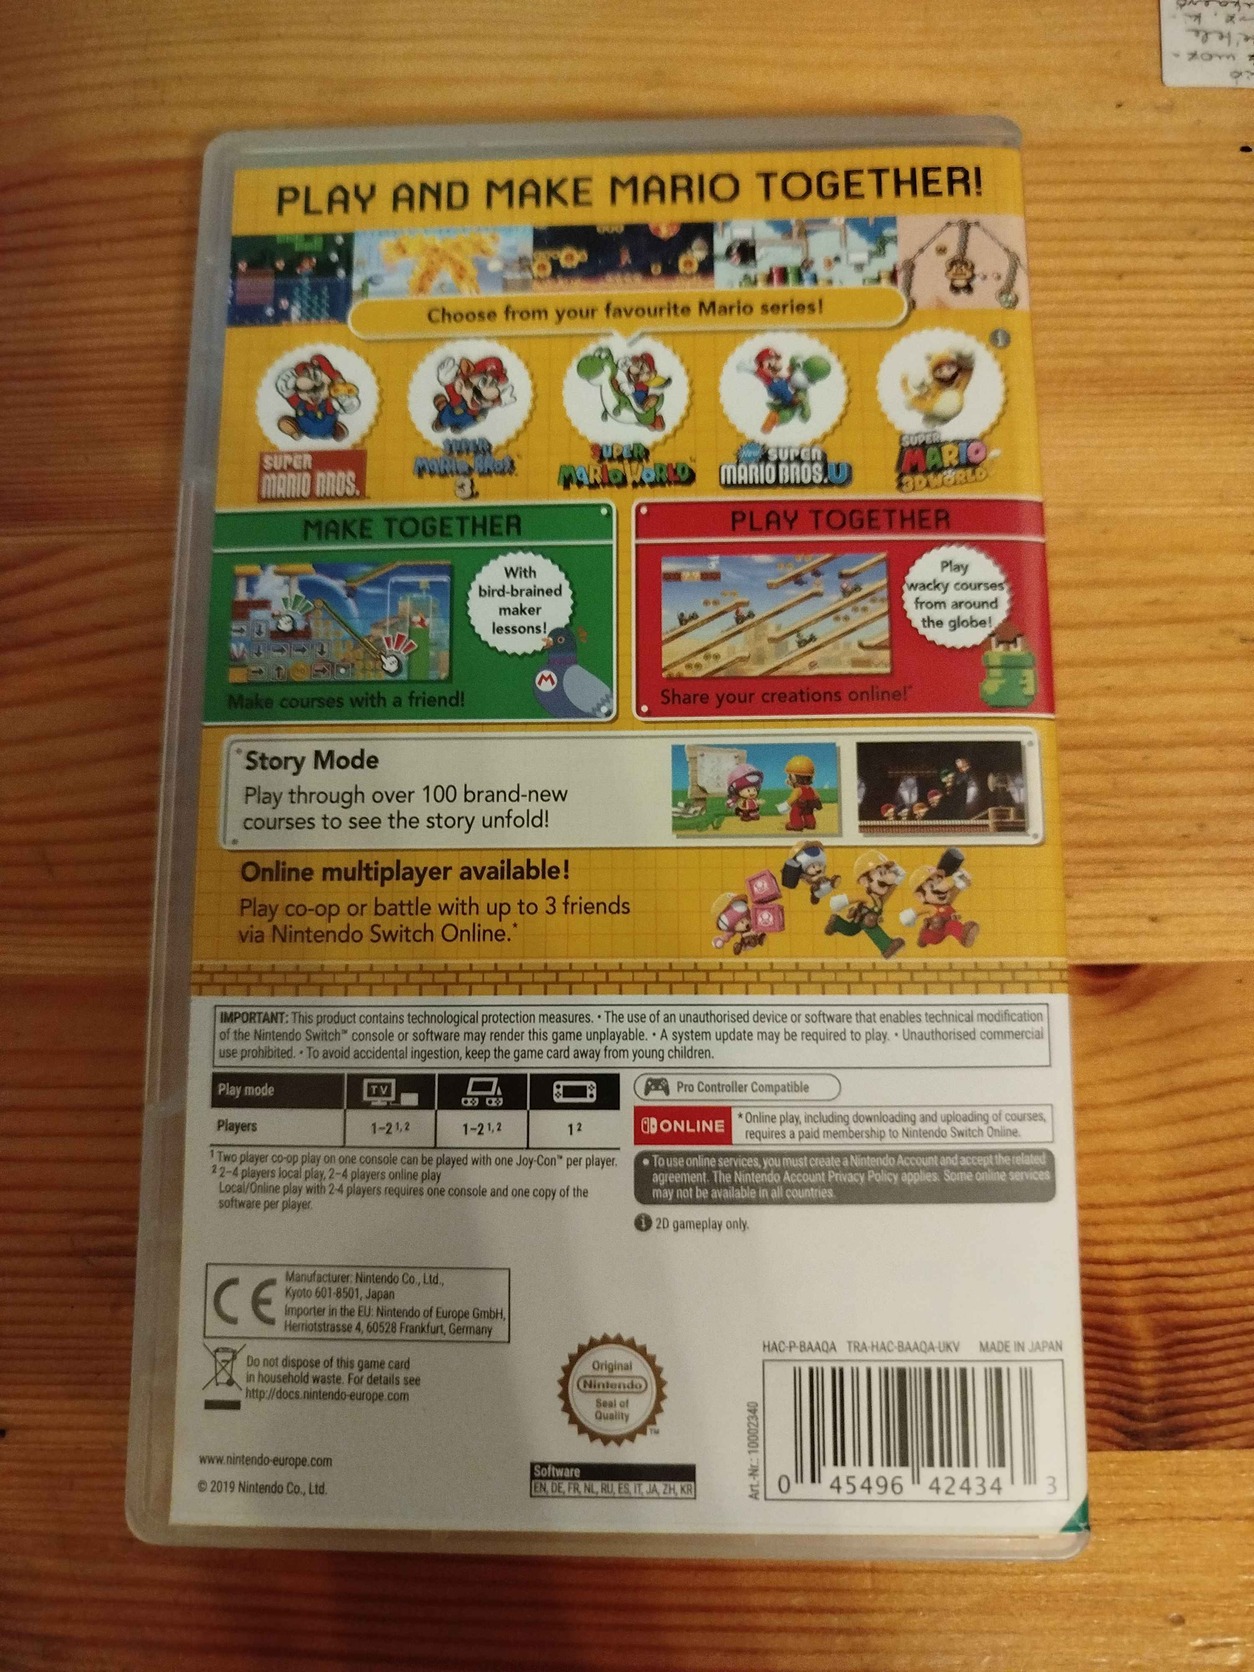 PLAY AND MAKE MARIO TOGETHER!
Choose from your favourite Mario series!
i
SUPER
MARIO BROS.
SUPER
MARIO BROS.
3
SUPER
MARIO WORLD
NEW SUPER
MARIO BROS. U
SUPER
MARIO
3D WORLD
MAKE TOGETHER
With
bird-brained
maker
lessons!
M
Make courses with a friend!
PLAY TOGETHER
Play
wacky courses
from around
the globe!
Share your creations online!*
Story Mode
Play through over 100 brand-new
courses to see the story unfold!
Online multiplayer available!
Play co-op or battle with up to 3 friends
via Nintendo Switch Online.*
IMPORTANT: This product contains technological protection measures. • The use of an unauthorised device or software that enables technical modification
of the Nintendo Switch™ console or software may render this game unplayable. • A system update may be required to play. • Unauthorised commercial
use prohibited. • To avoid accidental ingestion, keep the game card away from young children.
Play mode TV
Players 1-2 1, 2 1-2 1, 2 1 2
1 Two player co-op play on one console can be played with one Joy-Con™ per player.
2 2-4 players local play, 2-4 players online play
Local/Online play with 2-4 players requires one console and one copy of the
software per player.
Pro Controller Compatible
ONLINE
* Online play, including downloading and uploading of courses,
requires a paid membership to Nintendo Switch Online.
• To use online services, you must create a Nintendo Account and accept the related
agreement. The Nintendo Account Privacy Policy applies. Some online services
may not be available in all countries.
i 2D gameplay only.
CE
Manufacturer: Nintendo Co., Ltd.,
Kyoto 601-8501, Japan
Importer in the EU: Nintendo of Europe GmbH,
Herriotstrasse 4, 60528 Frankfurt, Germany
Do not dispose of this game card
in household waste. For details see
http://docs.nintendo-europe.com
www.nintendo-europe.com
© 2019 Nintendo Co., Ltd.
Original
Nintendo
Seal of
Quality
TM
Software
EN, DE, FR, NL, RU, ES, IT, JA, ZH, KR
HAC-P-BAAQA TRA-HAC-BAAQA-UKV MADE IN JAPAN
Art.-Nr.: 10002340
0 45496 42434 3